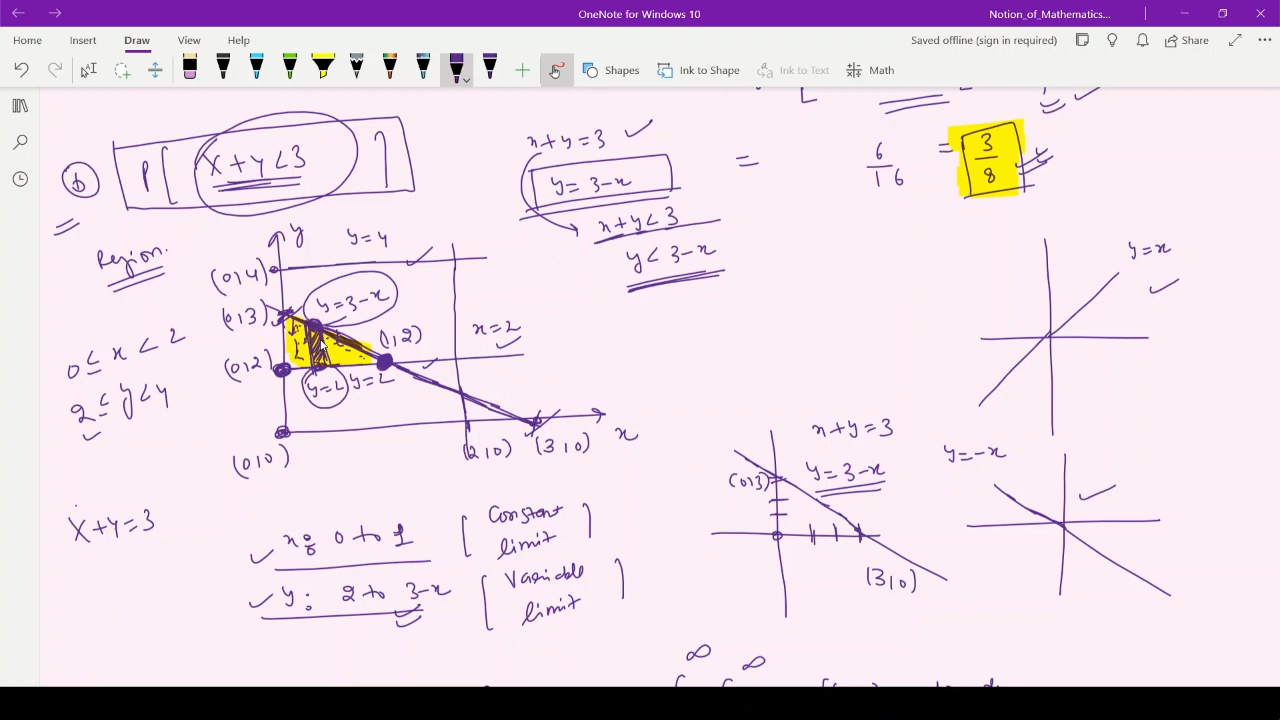 OneNote for Windows 10
Notion_of_Mathematics...
Home
Insert
Draw
View
Help
Saved offline (sign in required)
Share
Shapes
Ink to Shape
Ink to Text
Math
(b)
P[ X+Y<3 ]
x+y=3
y=3-x
x+y<3
y<3-x
=
6/16
= 3/8
Region.
y
y=4
(0,4)
y=3-x
(0,3)
(1,2)
x=2
(0,2)
y=2
y=2
0≤x<2
2≤y<4
(0,0)
(2,0)
(3,0)
x
y=x
x+y=3
y=3-x
(0,3)
(3,0)
y=-x
X+Y=3
x: 0 to 1 [Constant limit]
y: 2 to 3-x [Variable limit]
∞
∞